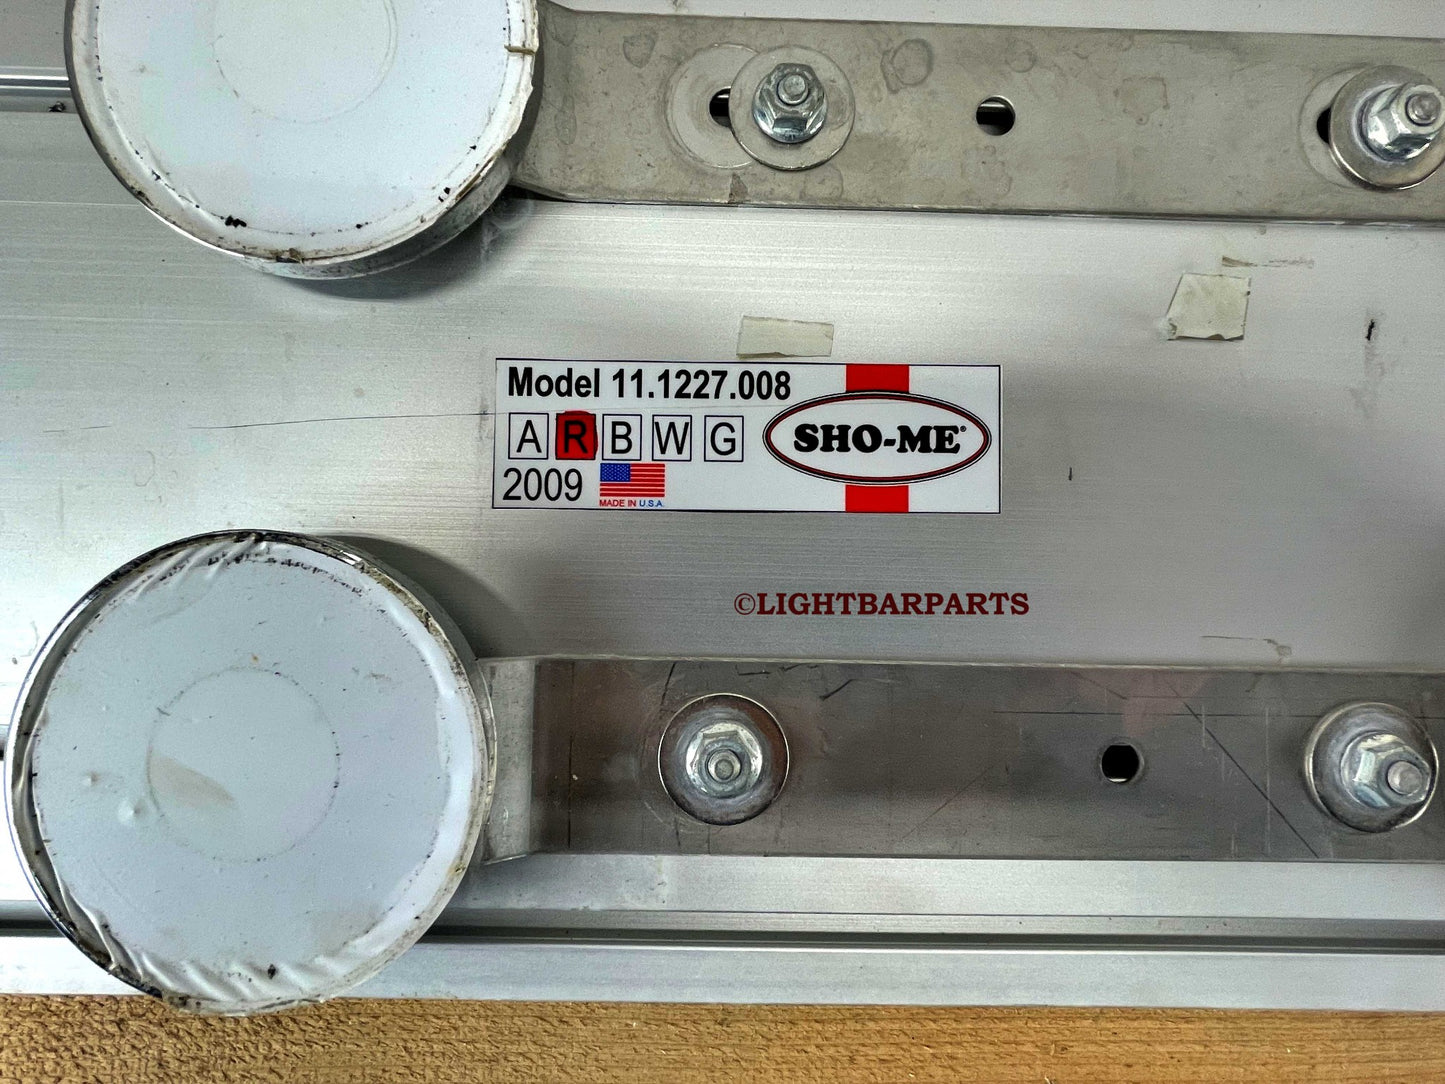 Model 11.1227.008
A R B W G
SHO-ME®
2009
MADE IN U.S.A.
©LIGHTBARPARTS